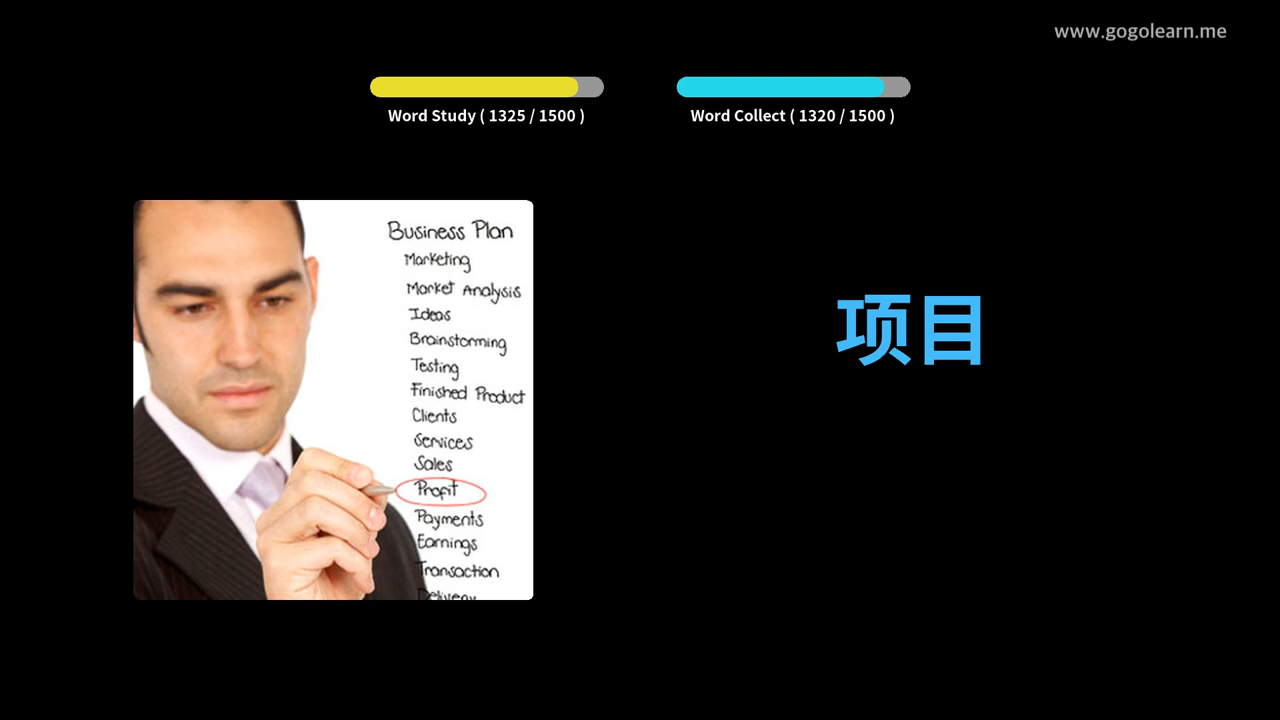 www.gogolearn.me
Word Study ( 1325 / 1500 )
Word Collect ( 1320 / 1500 )
Business Plan
Marketing
Market Analysis
Ideas
Brainstorming
Testing
Finished Product
Clients
Services
Sales
Profit
Payments
Earnings
Transaction
Delivery
项目